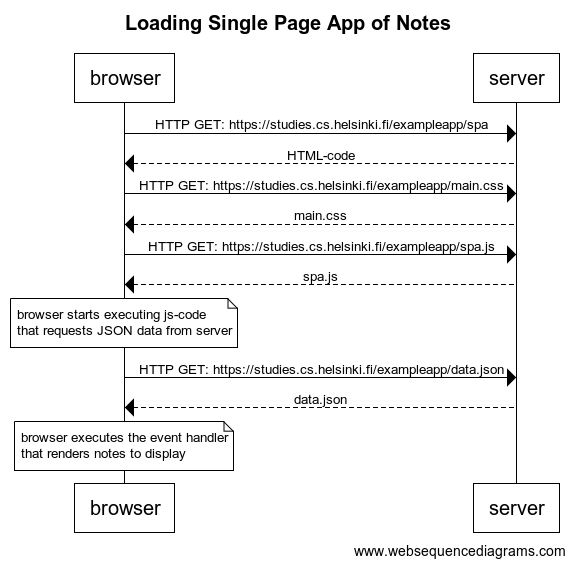 Loading Single Page App of Notes
browser
server
HTTP GET: https://studies.cs.helsinki.fi/exampleapp/spa
HTML-code
HTTP GET: https://studies.cs.helsinki.fi/exampleapp/main.css
main.css
HTTP GET: https://studies.cs.helsinki.fi/exampleapp/spa.js
spa.js
browser starts executing js-code
that requests JSON data from server
HTTP GET: https://studies.cs.helsinki.fi/exampleapp/data.json
data.json
browser executes the event handler
that renders notes to display
browser
server
www.websequencediagrams.com